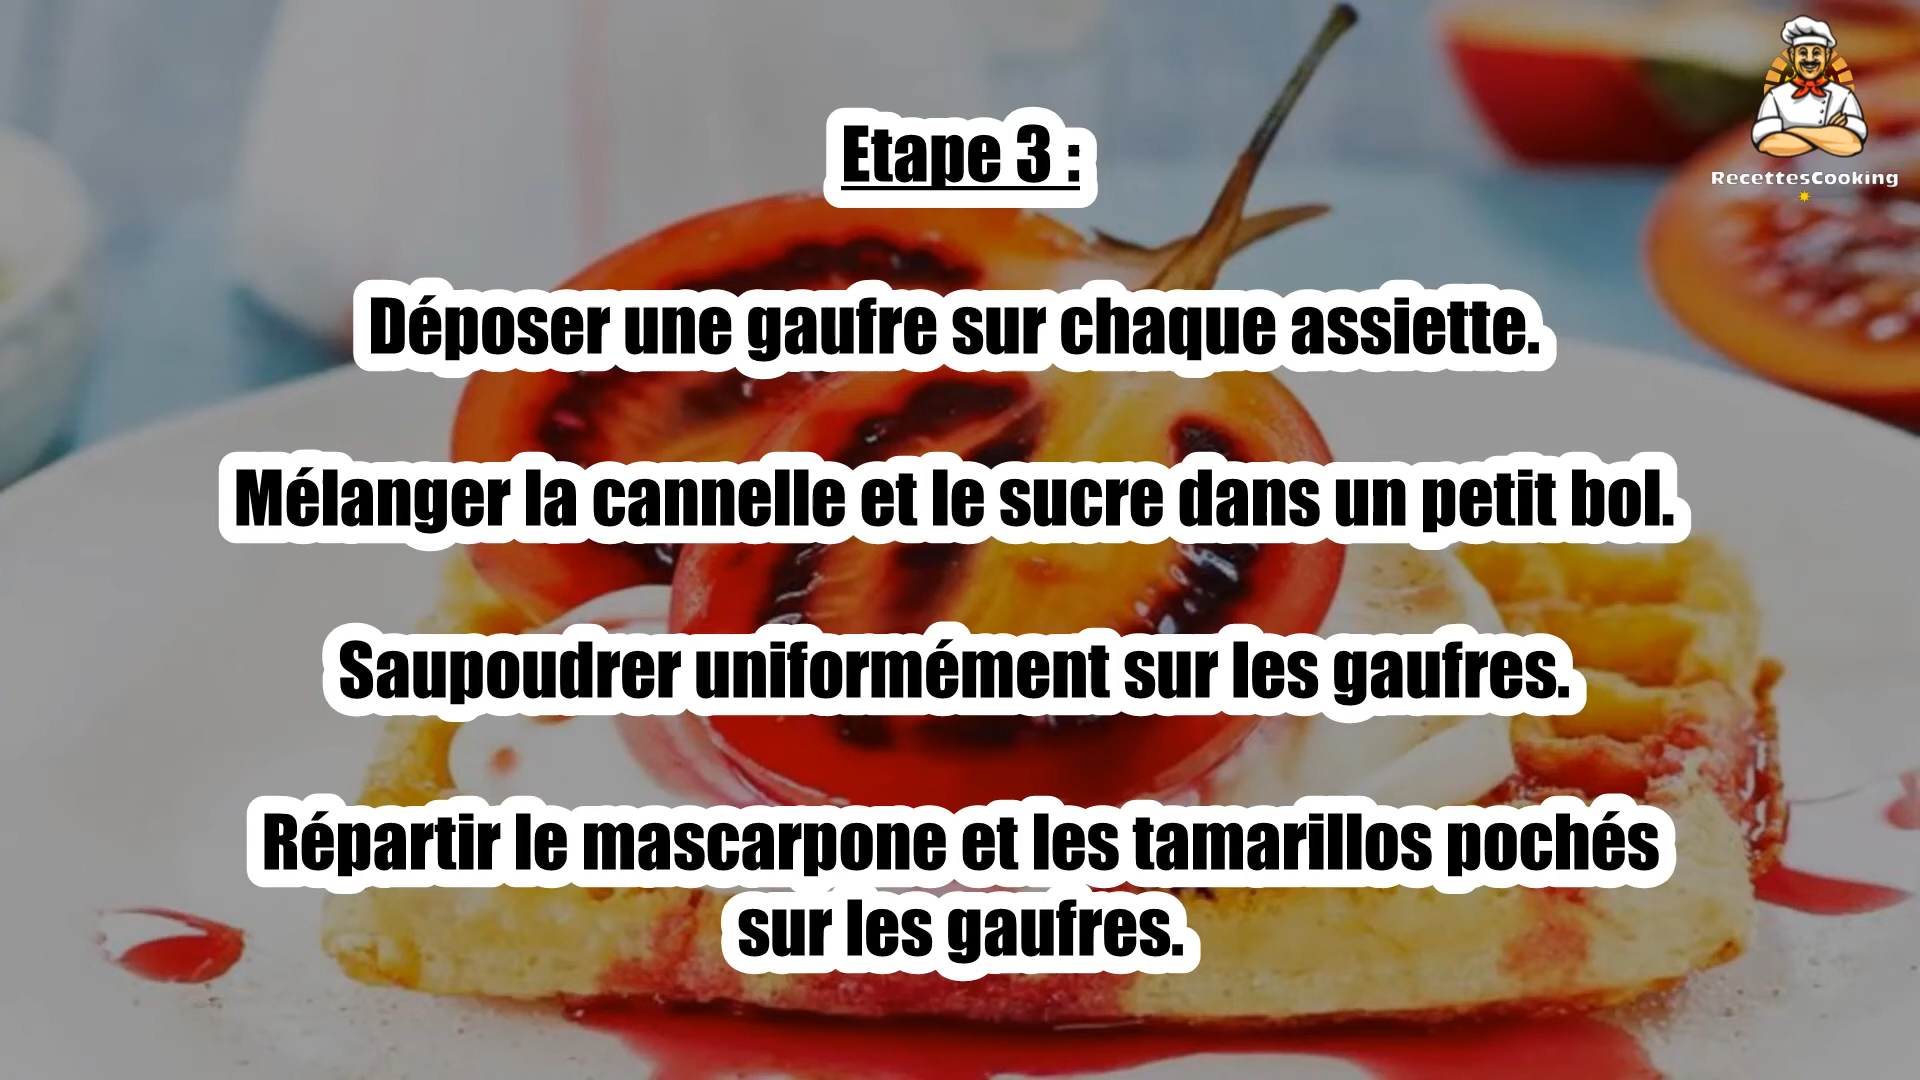 RecettesCooking
Etape 3 :
Déposer une gaufre sur chaque assiette.
Mélanger la cannelle et le sucre dans un petit bol.
Saupoudrer uniformément sur les gaufres.
Répartir le mascarpone et les tamarillos pochés
sur les gaufres.